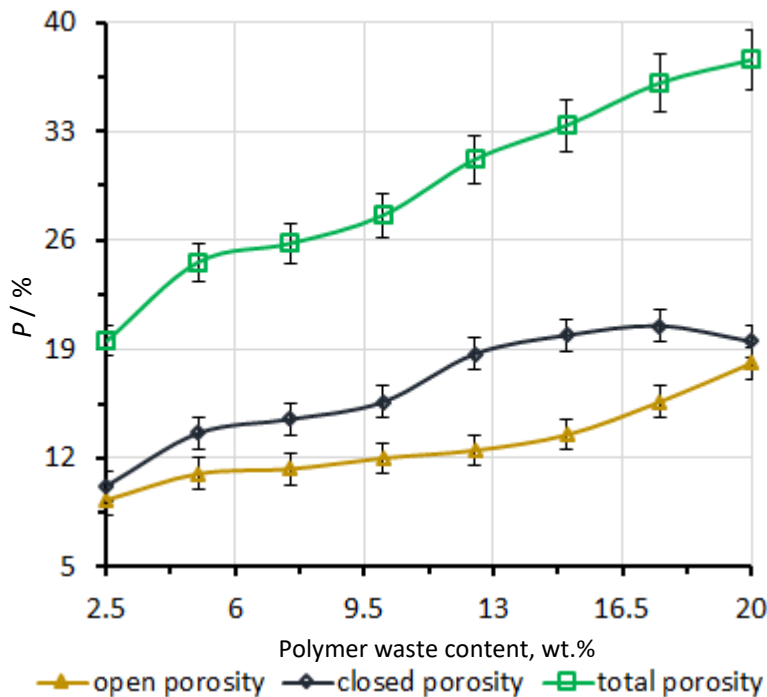 40
33
26
19
12
5
P / %
2.5 6 9.5 13 16.5 20
Polymer waste content, wt.%
open porosity closed porosity total porosity